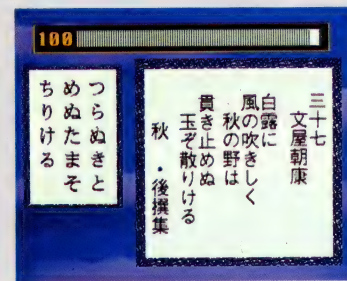 100
三十七
文屋朝康
白露に
風の吹きしく
秋の野は
貫き止めぬ
玉ぞ散りける
秋・後撰集
つらぬきと
めぬたまそ
ちりける